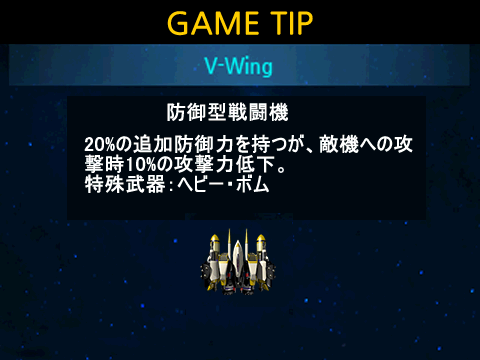 GAME TIP
V-Wing
防御型戦闘機
20%の追加防御力を持つが、敵機への攻
撃時10%の攻撃力低下。
特殊武器：ヘビー・ボム